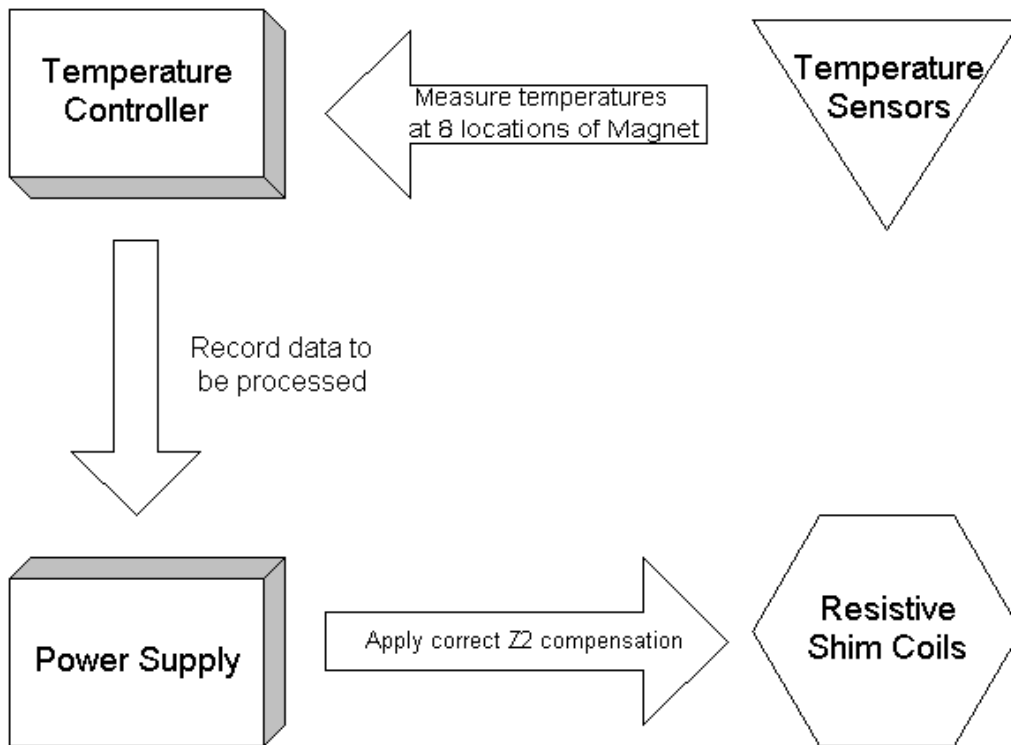 Temperature
Controller
Measure temperatures
at 8 locations of Magnet
Temperature
Sensors
Record data to
be processed
Power Supply
Apply correct Z2 compensation
Resistive
Shim Coils